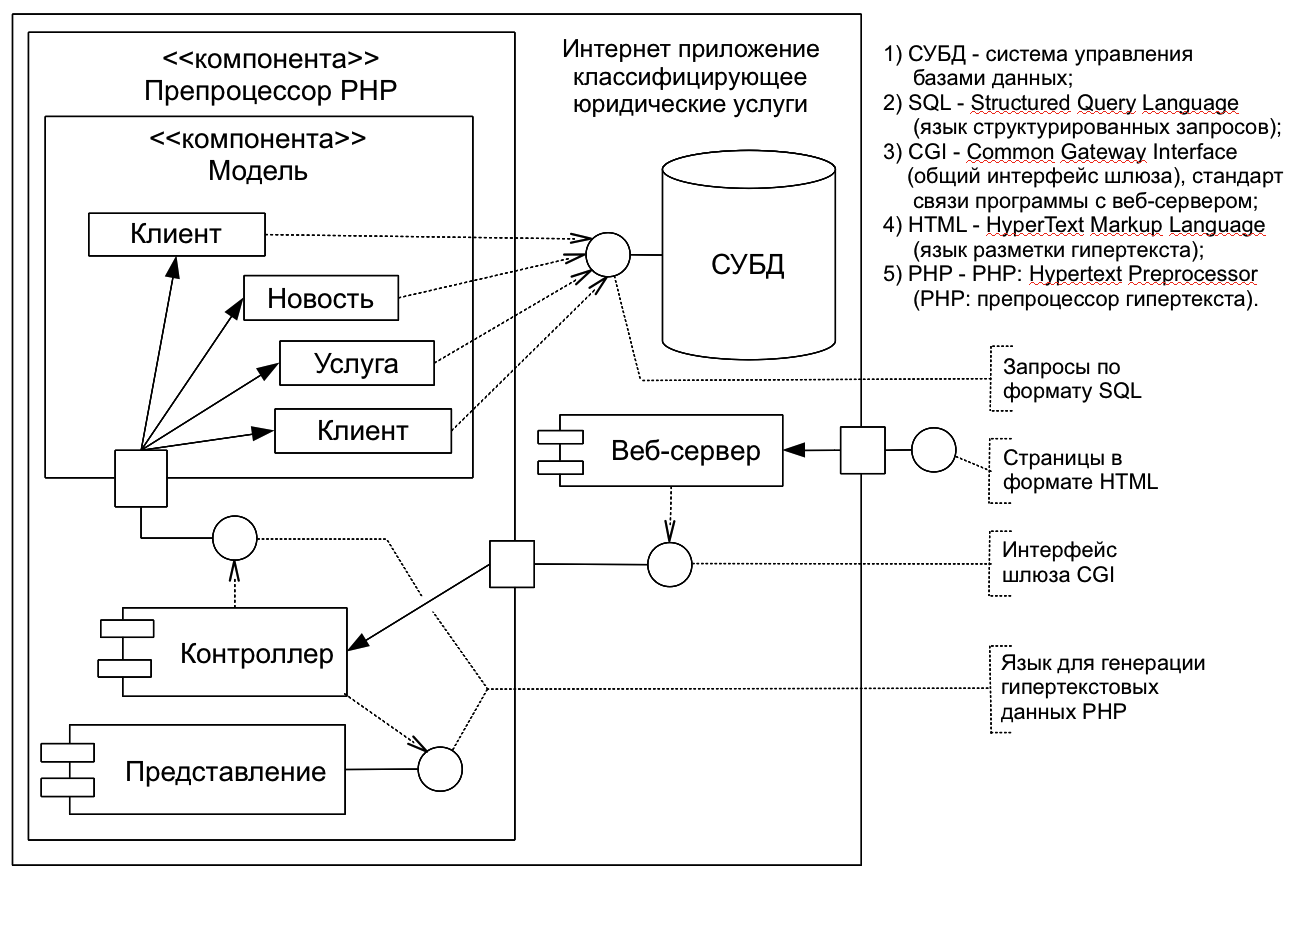 <<компонента>>
Препроцессор PHP
<<компонента>>
Модель
Клиент
Новость
Услуга
Клиент
Контроллер
Представление
Интернет приложение
классифицирующее
юридические услуги
СУБД
Веб-сервер
1) СУБД - система управления
базами данных;
2) SQL - Structured Query Language
(язык структурированных запросов);
3) CGI - Common Gateway Interface
(общий интерфейс шлюза), стандарт
связи программы с веб-сервером;
4) HTML - HyperText Markup Language
(язык разметки гипертекста);
5) PHP - PHP: Hypertext Preprocessor
(PHP: препроцессор гипертекста).
Запросы по
формату SQL
Страницы в
формате HTML
Интерфейс
шлюза CGI
Язык для генерации
гипертекстовых
данных PHP